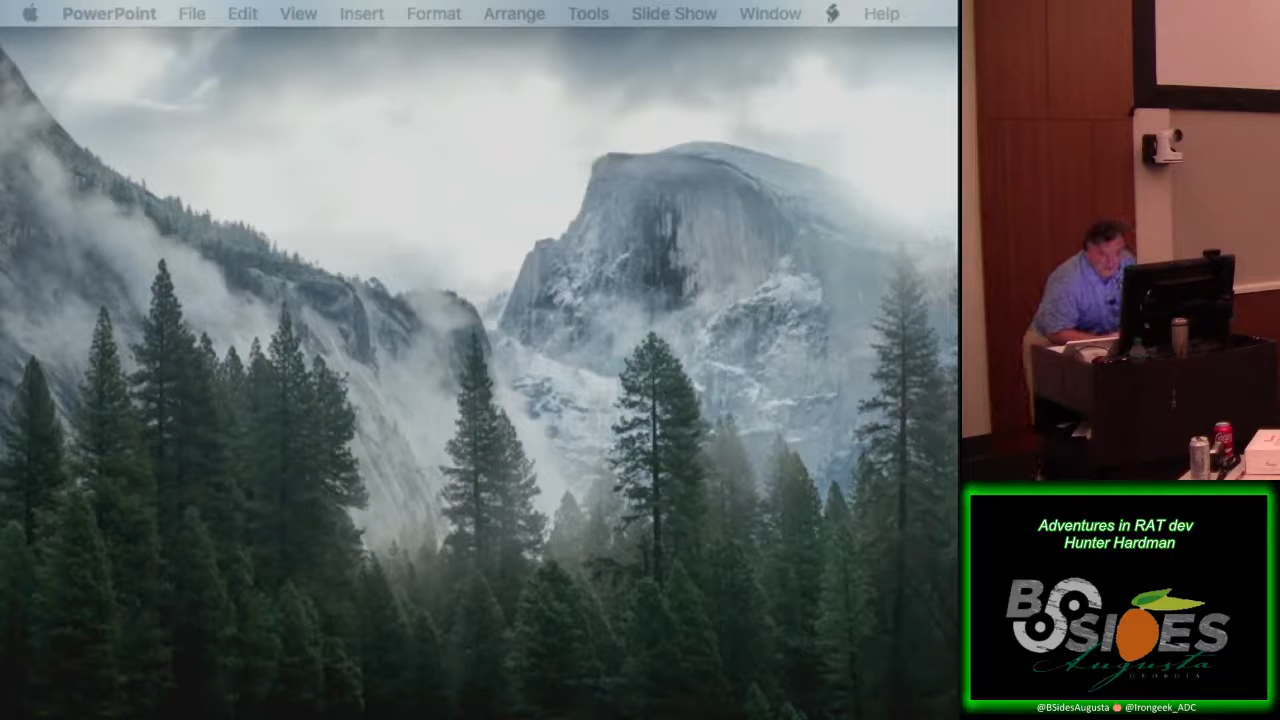 PowerPoint File Edit View Insert Format Arrange Tools Slide Show Window Help
Adventures in RAT dev
Hunter Hardman
BSIDES
Augusta
GEORGIA
@BSidesAugusta @Irongeek_ADC